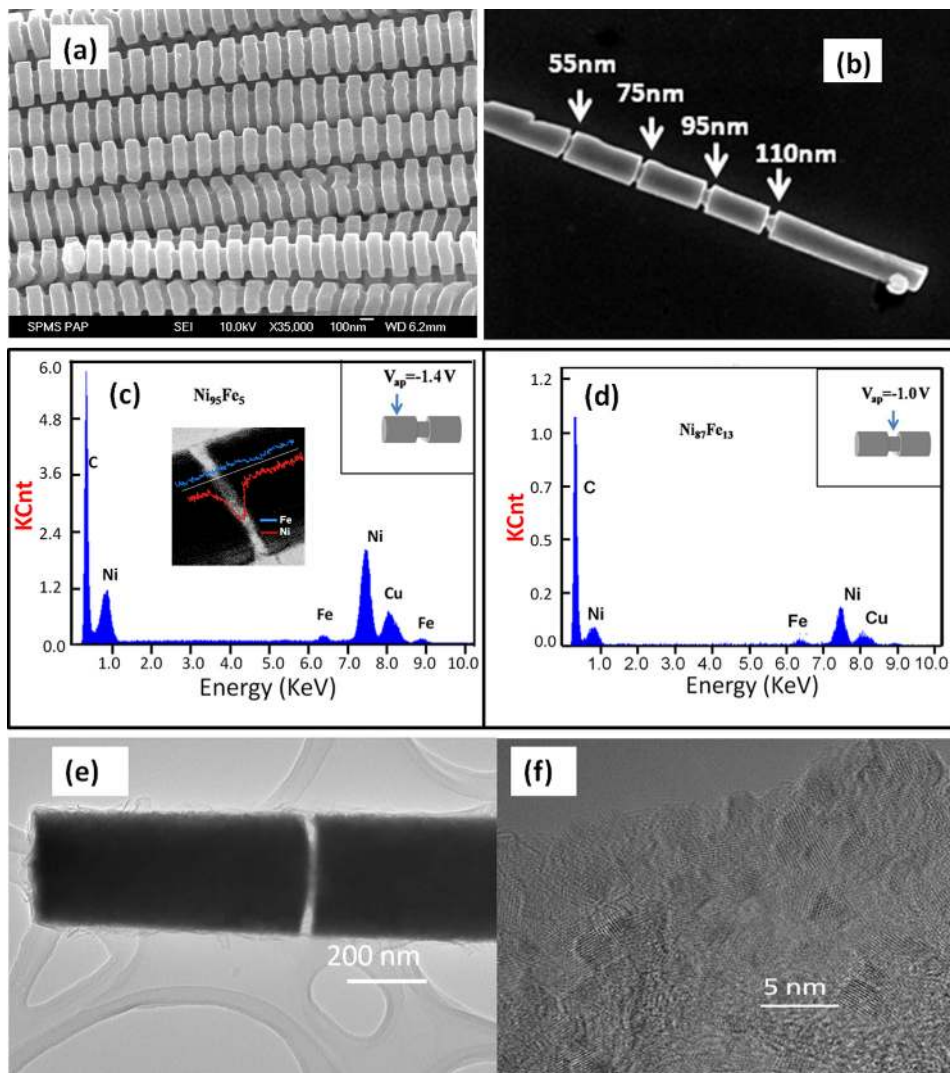 (a)
SPMS PAP SEI 10.0kV X35,000 100nm WD 6.2mm
(b)
55nm
75nm
95nm
110nm
(c)
Ni95Fe5
Vap=-1.4 V
KCnt
6.0
4.8
3.6
2.4
1.2
0.0
C
Ni
Fe
Ni
Cu
Fe
Fe
Ni
1.0 2.0 3.0 4.0 5.0 6.0 7.0 8.0 9.0 10.0
Energy (KeV)
(d)
Ni87Fe13
Vap=-1.0 V
KCnt
1.2
1.0
0.7
0.5
0.2
0.0
C
Ni
Fe
Ni
Cu
1.0 2.0 3.0 4.0 5.0 6.0 7.0 8.0 9.0 10.0
Energy (KeV)
(e)
200 nm
(f)
5 nm